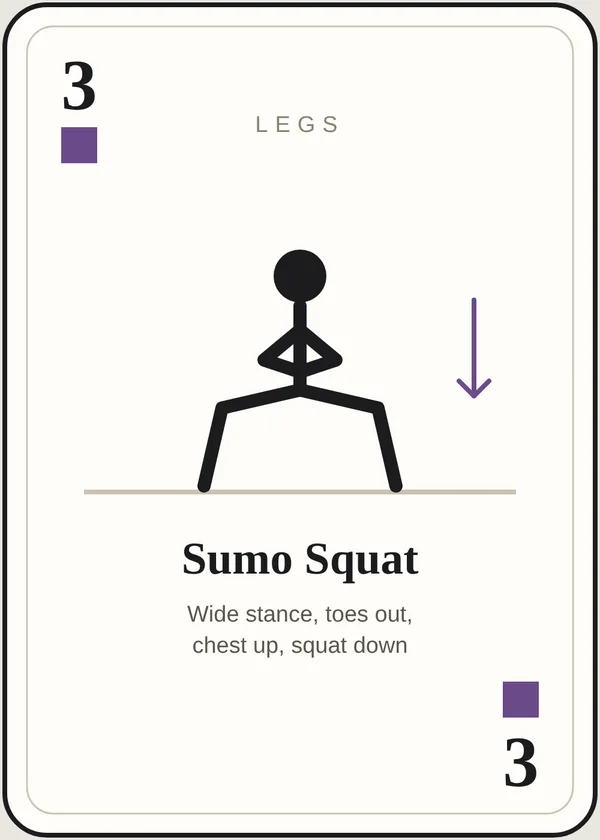 3
LEGS
Sumo Squat
Wide stance, toes out,
chest up, squat down
3